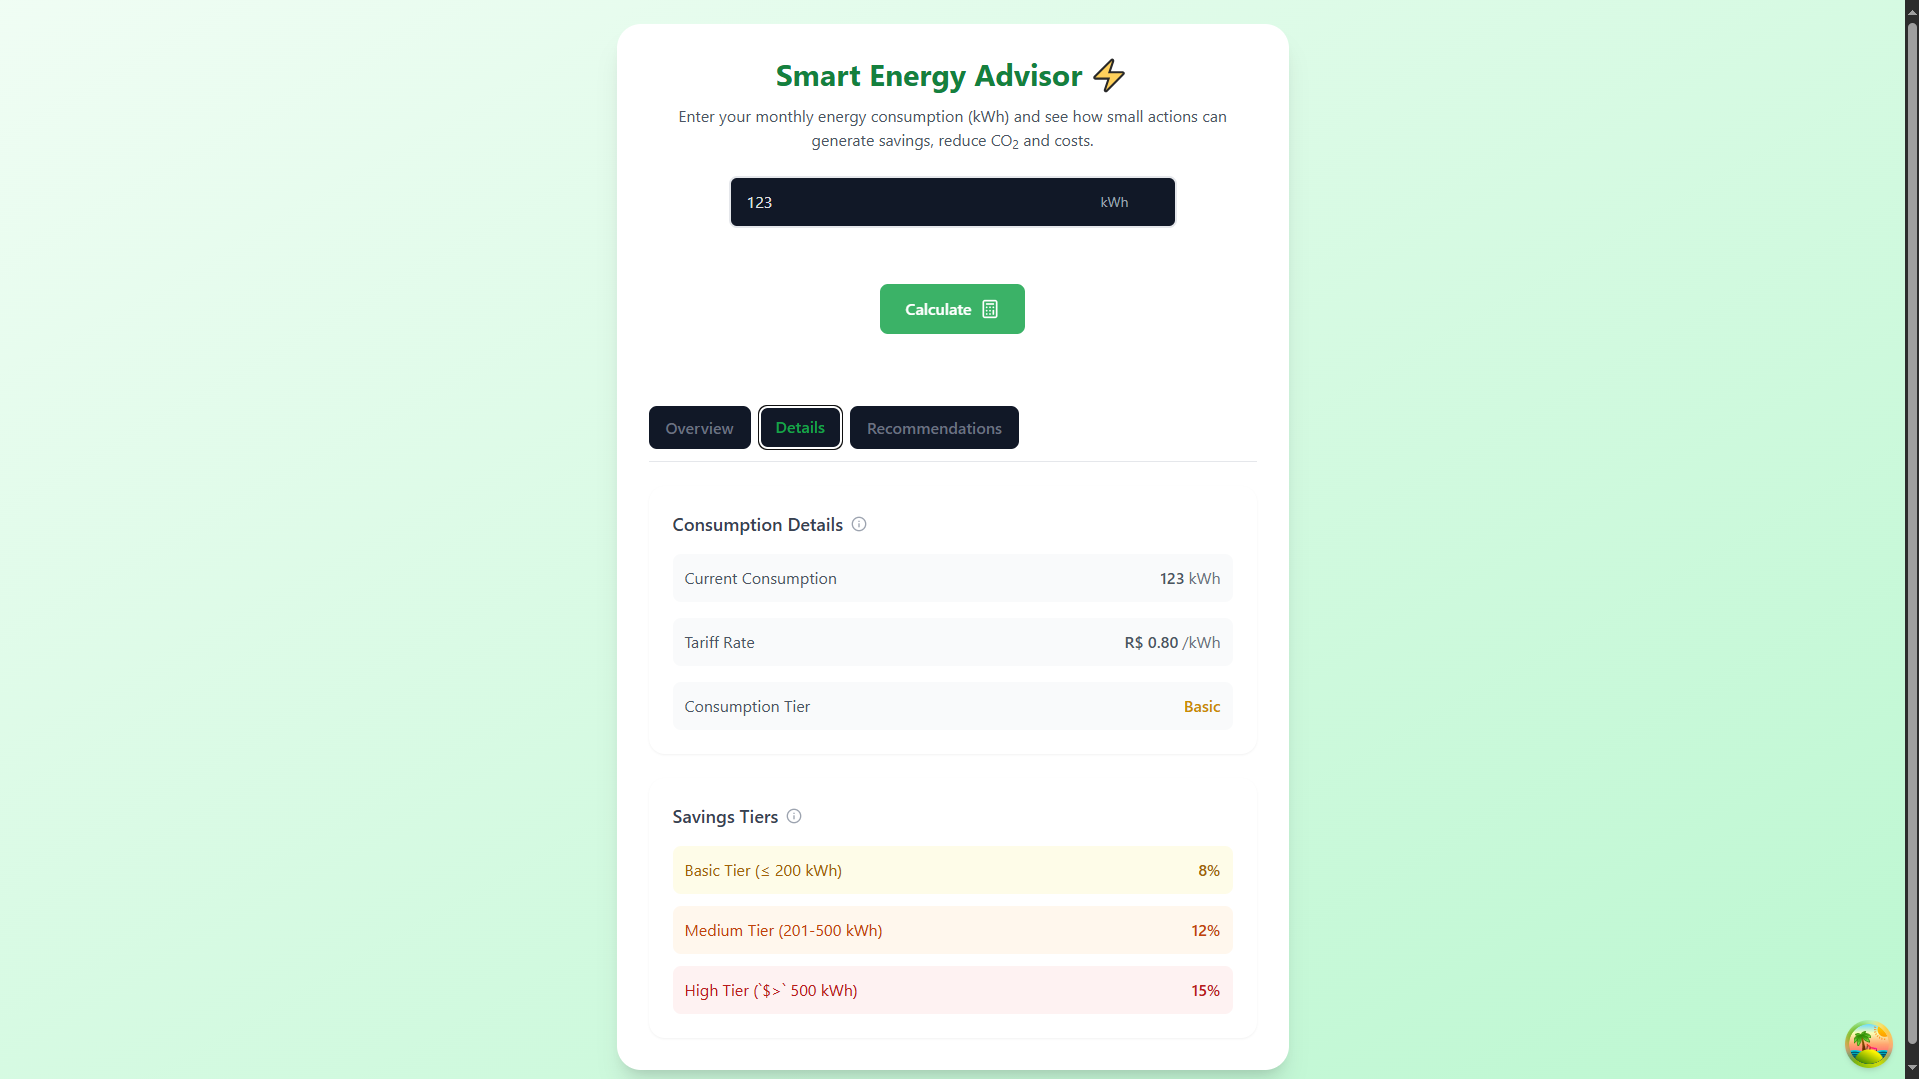 Smart Energy Advisor ⚡
Enter your monthly energy consumption (kWh) and see how small actions can
generate savings, reduce CO₂ and costs.
123 kWh
Calculate
Overview Details Recommendations
Consumption Details
Current Consumption 123 kWh
Tariff Rate R$ 0.80 /kWh
Consumption Tier Basic
Savings Tiers
Basic Tier (≤ 200 kWh) 8%
Medium Tier (201-500 kWh) 12%
High Tier (`$>` 500 kWh) 15%